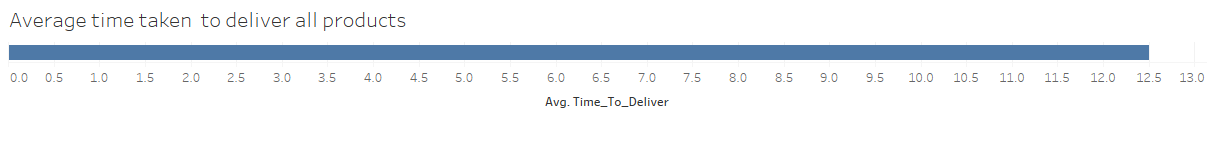 Average time taken  to deliver all products
0.0 0.5 1.0 1.5 2.0 2.5 3.0 3.5 4.0 4.5 5.0 5.5 6.0 6.5 7.0 7.5 8.0 8.5 9.0 9.5 10.0 10.5 11.0 11.5 12.0 12.5 13.0
Avg. Time_To_Deliver